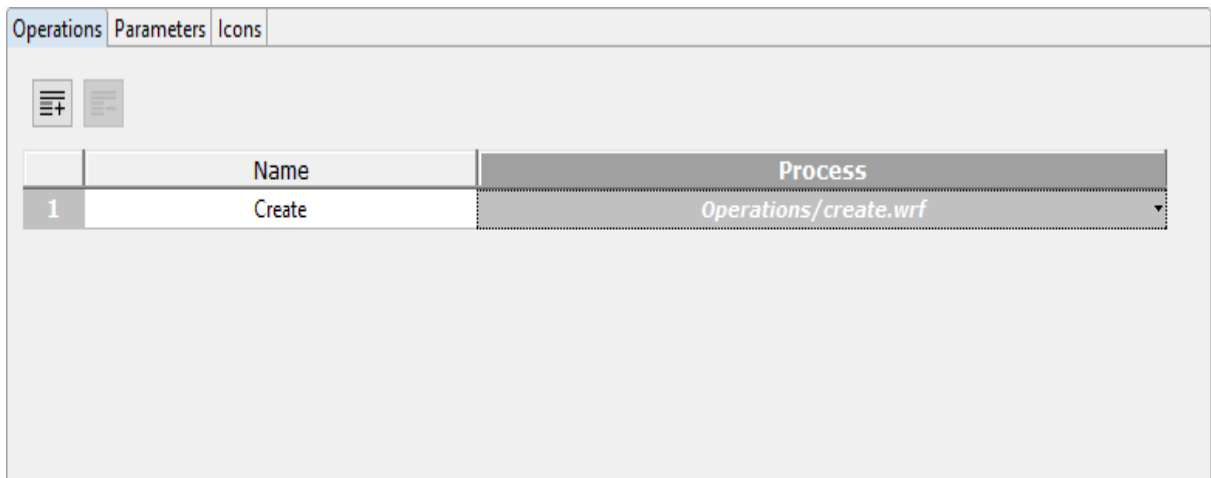 Operations Parameters Icons
Name Process
1 Create Operations/create.wrf